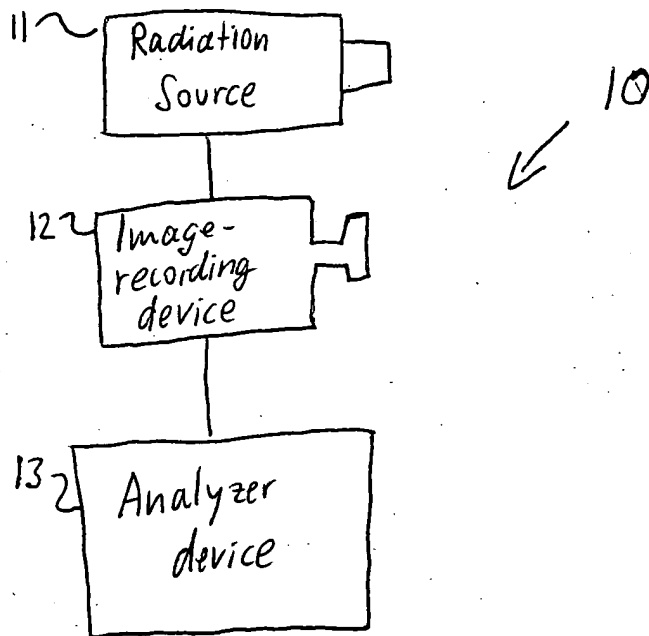 11
Radiation
Source
10
12
Image-
recording
device
13
Analyzer
device